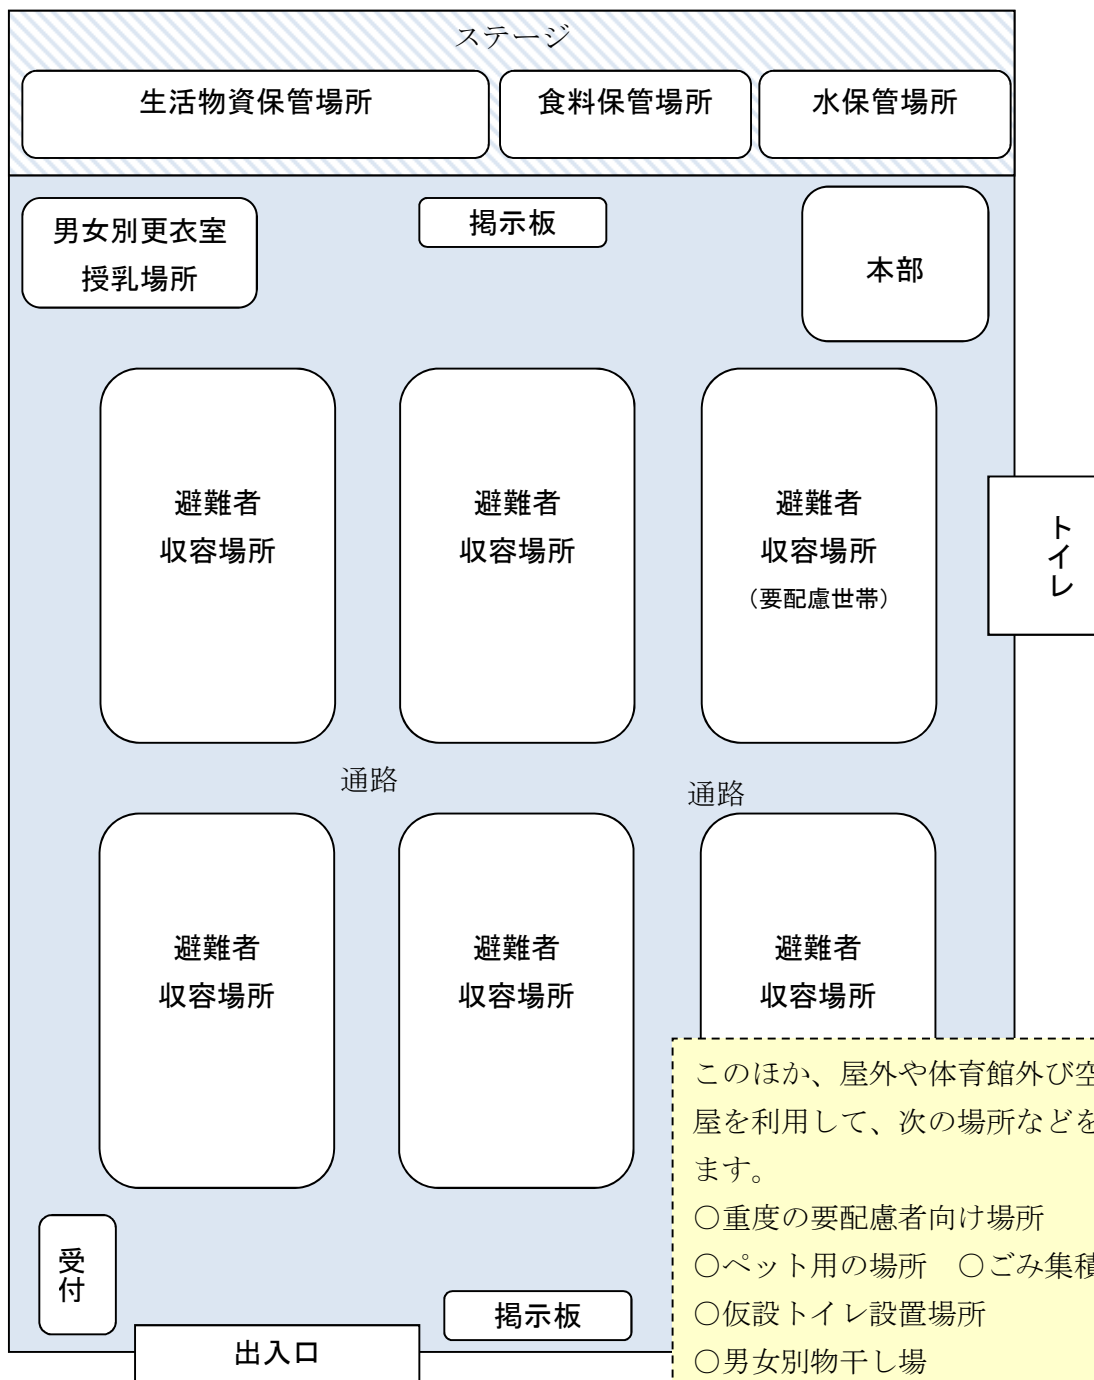 ステージ
生活物資保管場所
食料保管場所
水保管場所
男女別更衣室
授乳場所
掲示板
本部
避難者
収容場所
避難者
収容場所
避難者
収容場所
（要配慮世帯）
トイレ
通路
通路
避難者
収容場所
避難者
収容場所
避難者
収容場所
このほか、屋外や体育館外び空
屋を利用して、次の場所などを
ます。
○重度の要配慮者向け場所
○ペット用の場所　○ごみ集積
○仮設トイレ設置場所
○男女別物干し場
受付
掲示板
出入口